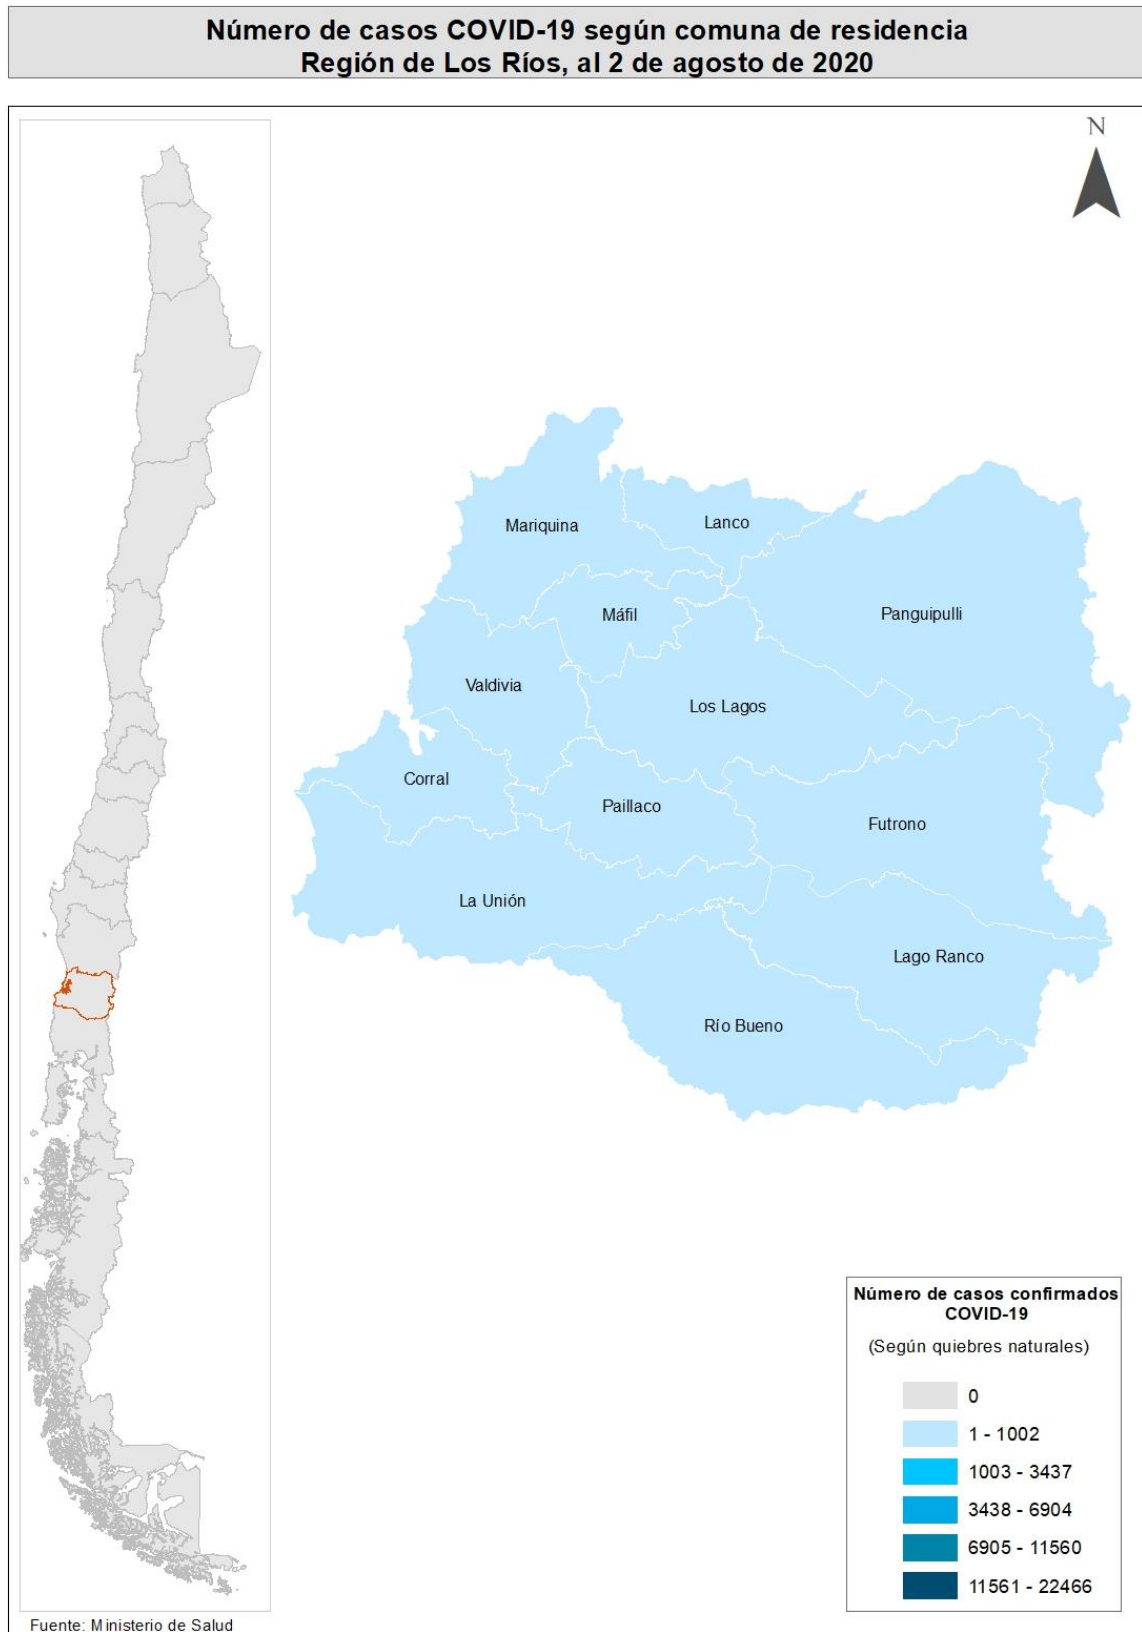 Número de casos COVID-19 según comuna de residencia
Región de Los Ríos, al 2 de agosto de 2020
N
Mariquina
Lanco
Máfil
Panguipulli
Valdivia
Los Lagos
Corral
Paillaco
Futrono
La Unión
Lago Ranco
Río Bueno
Número de casos confirmados
COVID-19
(Según quiebres naturales)
0
1 - 1002
1003 - 3437
3438 - 6904
6905 - 11560
11561 - 22466
Fuente: Ministerio de Salud